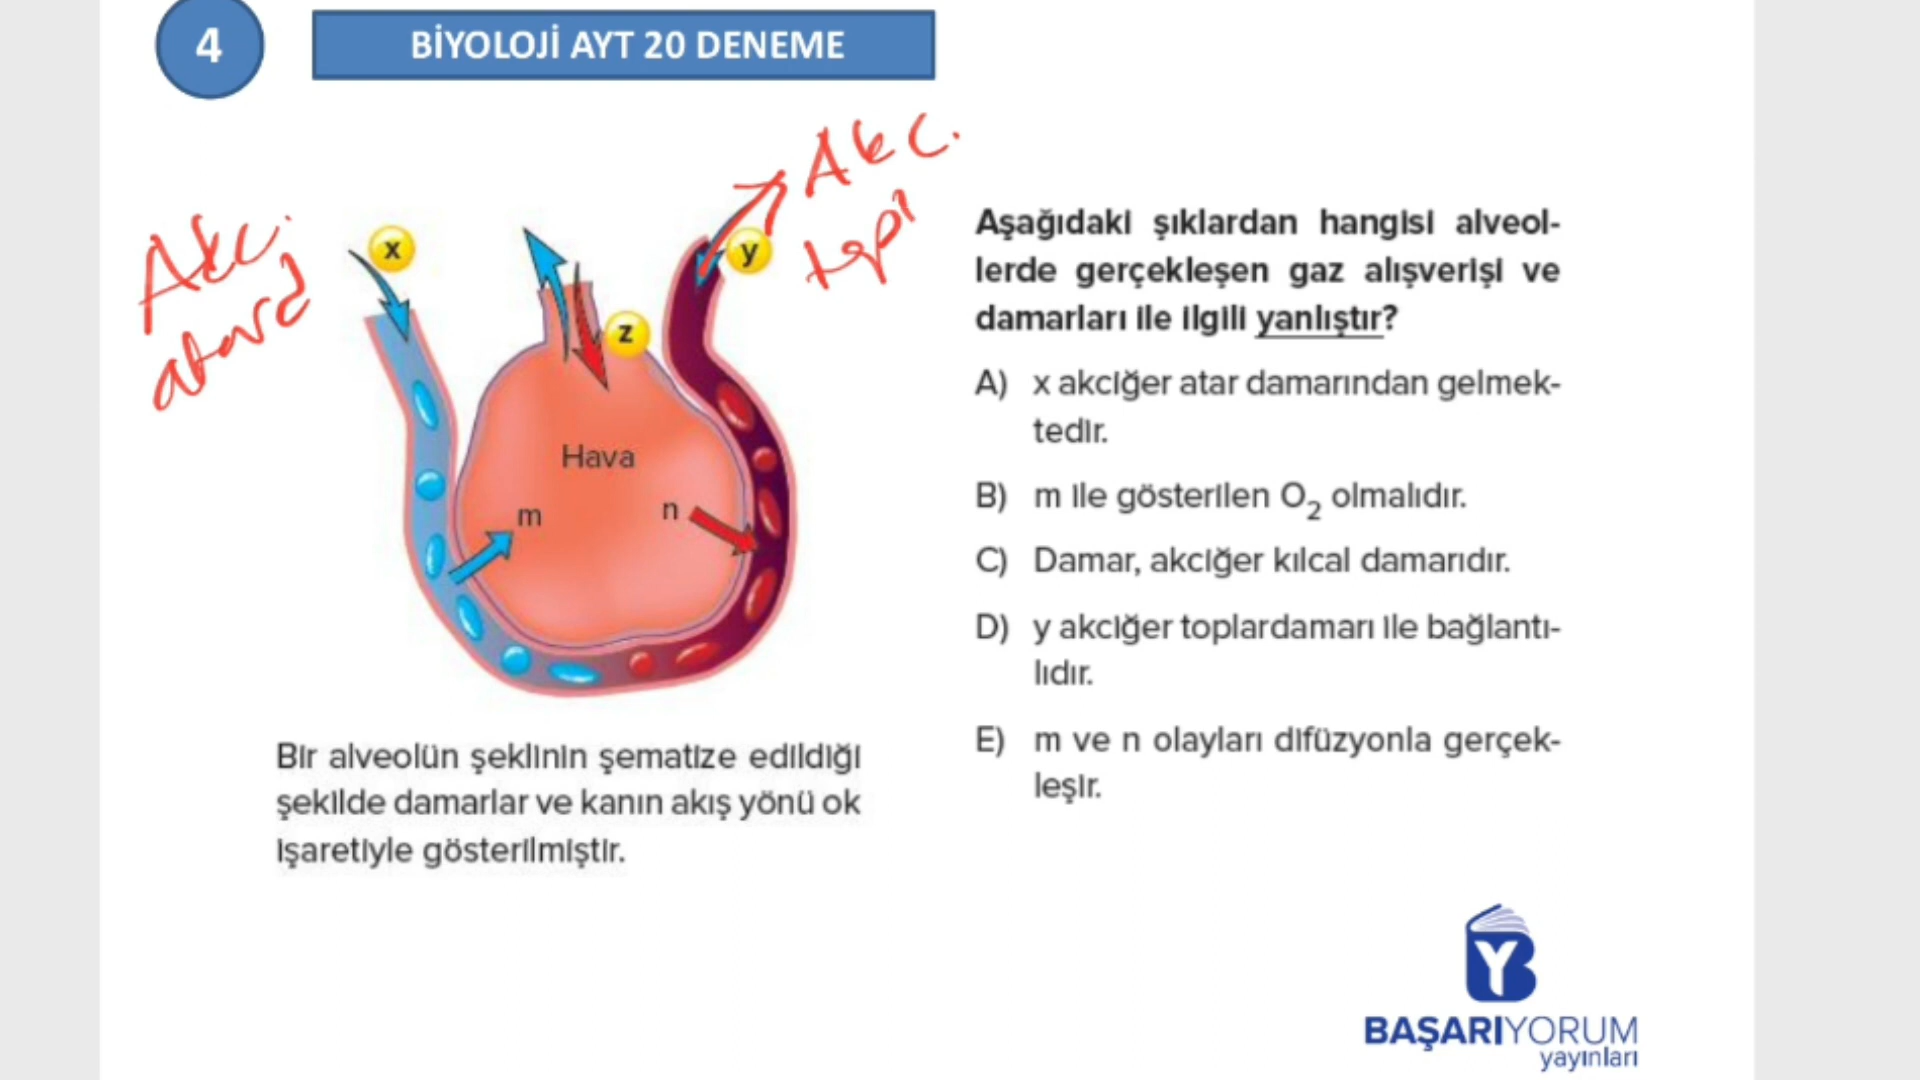 4
BİYOLOJİ AYT 20 DENEME
Akc.
atard
Akc.
topl
x
y
z
Hava
m
n
Bir alveolün şeklinin şematize edildiği
şekilde damarlar ve kanın akış yönü ok
işaretiyle gösterilmiştir.
Aşağıdaki şıklardan hangisi alveol-
lerde gerçekleşen gaz alışverişi ve
damarları ile ilgili yanlıştır?
A) x akciğer atar damarından gelmek-
tedir.
B) m ile gösterilen O₂ olmalıdır.
C) Damar, akciğer kılcal damarıdır.
D) y akciğer toplardamarı ile bağlantı-
lıdır.
E) m ve n olayları difüzyonla gerçek-
leşir.
BAŞARIYORUM
yayınları